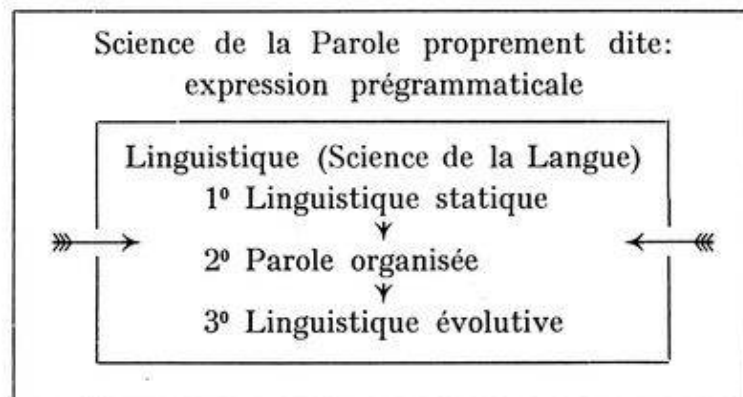 Science de la Parole proprement dite:
expression prégrammaticale
Linguistique (Science de la Langue)
1º Linguistique statique
2º Parole organisée
3º Linguistique évolutive